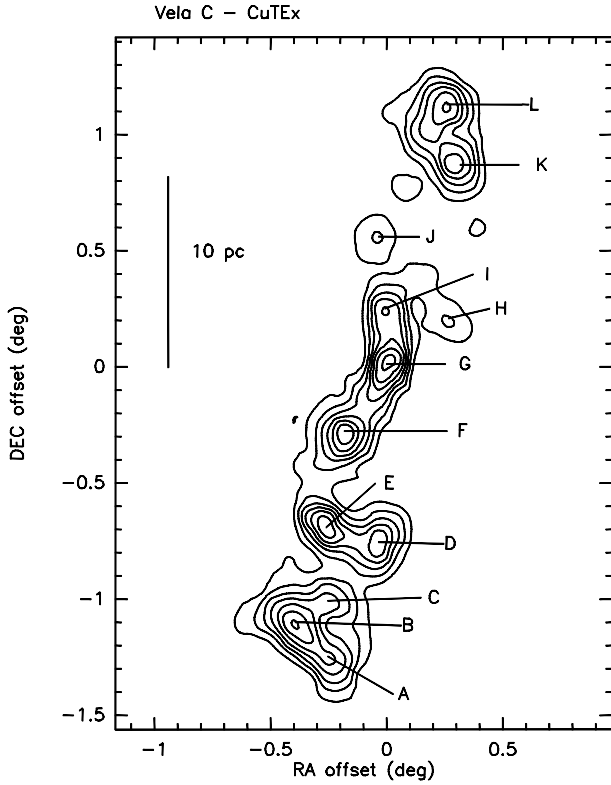 Vela C – CuTEx
L
1
K
J
0.5
10 pc
I
H
0
G
F
E
−0.5
D
C
−1
B
A
−1.5
DEC offset (deg)
−1 −0.5 0 0.5
RA offset (deg)